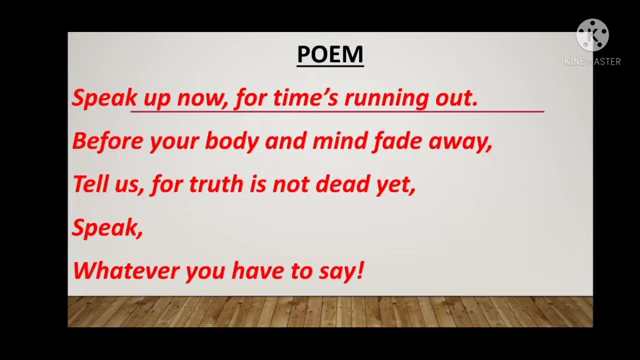 KINEMASTER
POEM
Speak up now, for time's running out.
Before your body and mind fade away,
Tell us, for truth is not dead yet,
Speak,
Whatever you have to say!